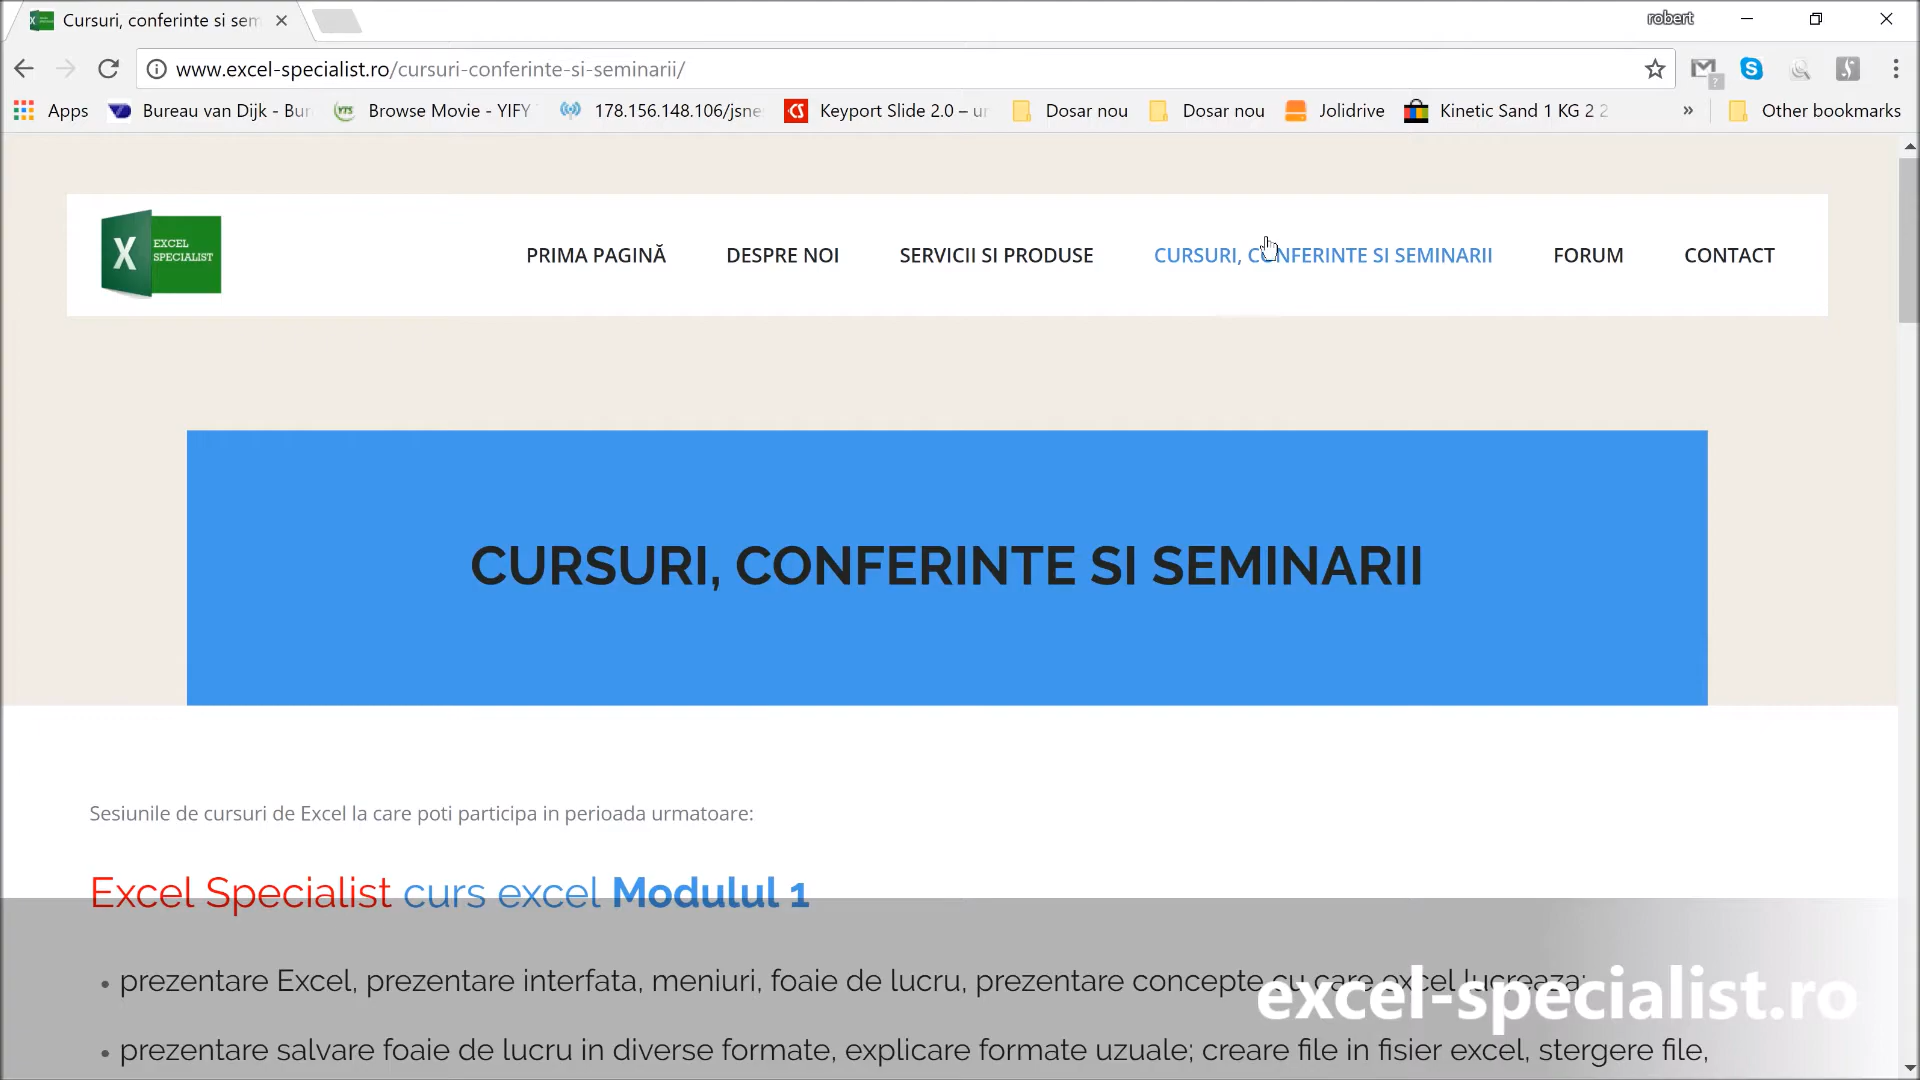 Cursuri, conferinte si sem
robert
www.excel-specialist.ro/cursuri-conferinte-si-seminarii/
Apps
Bureau van Dijk - Bur
Browse Movie - YIFY
178.156.148.106/jsne
Keyport Slide 2.0 – ur
Dosar nou
Dosar nou
Jolidrive
Kinetic Sand 1 KG 2 2
»
Other bookmarks
X EXCEL
SPECIALIST
PRIMA PAGINĂ
DESPRE NOI
SERVICII SI PRODUSE
CURSURI, CONFERINTE SI SEMINARII
FORUM
CONTACT
CURSURI, CONFERINTE SI SEMINARII
Sesiunile de cursuri de Excel la care poti participa in perioada urmatoare:
Excel Specialist curs excel Modulul 1
• prezentare Excel, prezentare interfata, meniuri, foaie de lucru, prezentare concepte cu care excel lucreaza;
excel-specialist.ro
• prezentare salvare foaie de lucru in diverse formate, explicare formate uzuale; creare file in fisier excel, stergere file,